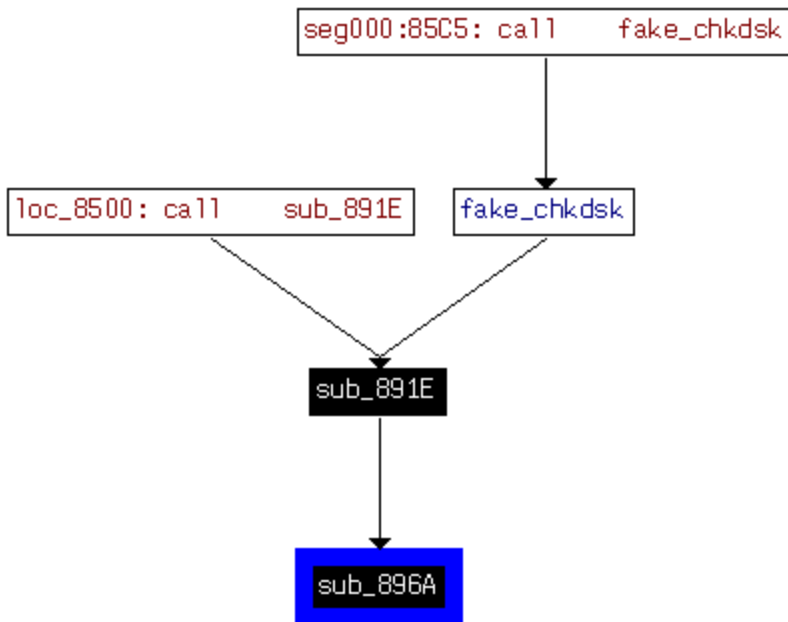 seg000:85C5: call fake_chkdsk
loc_8500: call sub_891E
fake_chkdsk
sub_891E
sub_896A